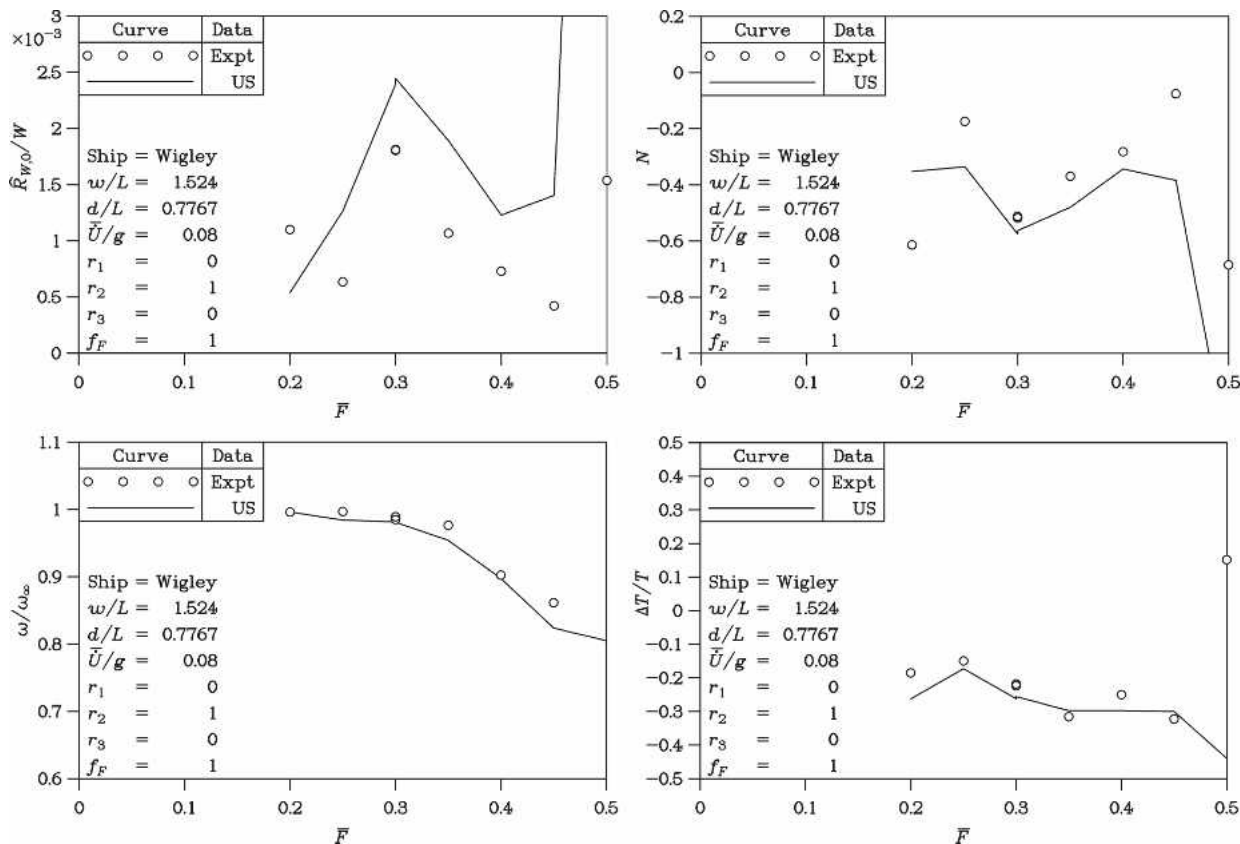 3
×10⁻³
2.5
2
1.5
1
0.5
0
R̂_W,0/W
Curve Data
Expt
US
Ship = Wigley
w/L = 1.524
d/L = 0.7767
U̇̄/g = 0.08
r₁ = 0
r₂ = 1
r₃ = 0
f_F = 1
0 0.1 0.2 0.3 0.4 0.5
F̄
0.2
0
−0.2
−0.4
−0.6
−0.8
−1
N
Curve Data
Expt
US
Ship = Wigley
w/L = 1.524
d/L = 0.7767
U̇̄/g = 0.08
r₁ = 0
r₂ = 1
r₃ = 0
f_F = 1
0 0.1 0.2 0.3 0.4 0.5
F̄
1.1
1
0.9
0.8
0.7
0.6
ω/ω∞
Curve Data
Expt
US
Ship = Wigley
w/L = 1.524
d/L = 0.7767
U̇̄/g = 0.08
r₁ = 0
r₂ = 1
r₃ = 0
f_F = 1
0 0.1 0.2 0.3 0.4 0.5
F̄
0.5
0.3
0.2
0.2
0.1
0
−0.1
−0.2
−0.2
−0.3
−0.5
ΔT/T
Curve Data
Expt
US
Ship = Wigley
w/L = 1.524
d/L = 0.7767
U̇̄/g = 0.08
r₁ = 0
r₂ = 1
r₃ = 0
f_F = 1
0 0.1 0.2 0.3 0.4 0.5
F̄